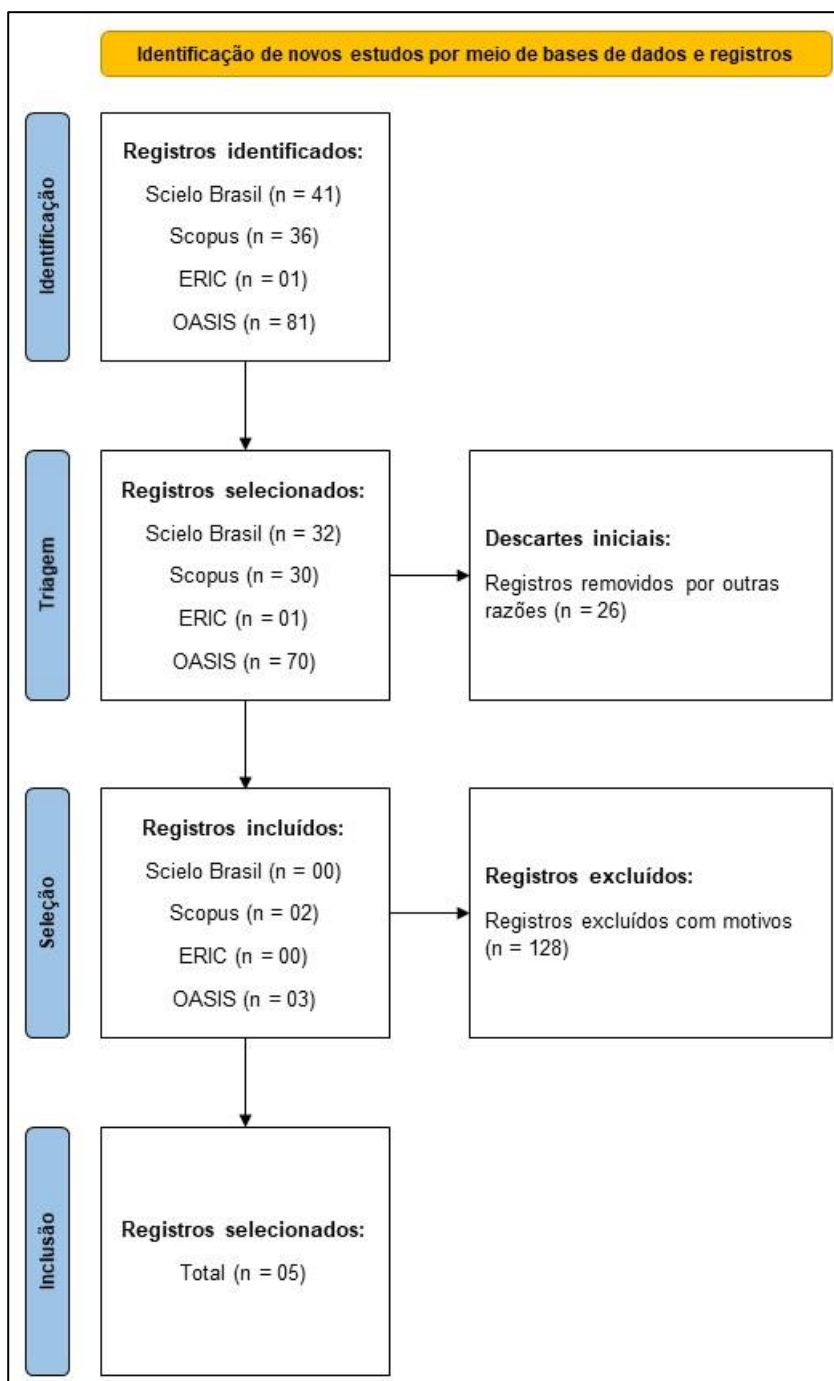 Identificação de novos estudos por meio de bases de dados e registros
Identificação
Registros identificados:
Scielo Brasil (n = 41)
Scopus (n = 36)
ERIC (n = 01)
OASIS (n = 81)
Triagem
Registros selecionados:
Scielo Brasil (n = 32)
Scopus (n = 30)
ERIC (n = 01)
OASIS (n = 70)
Descartes iniciais:
Registros removidos por outras
razões (n = 26)
Seleção
Registros incluídos:
Scielo Brasil (n = 00)
Scopus (n = 02)
ERIC (n = 00)
OASIS (n = 03)
Registros excluídos:
Registros excluídos com motivos
(n = 128)
Inclusão
Registros selecionados:
Total (n = 05)